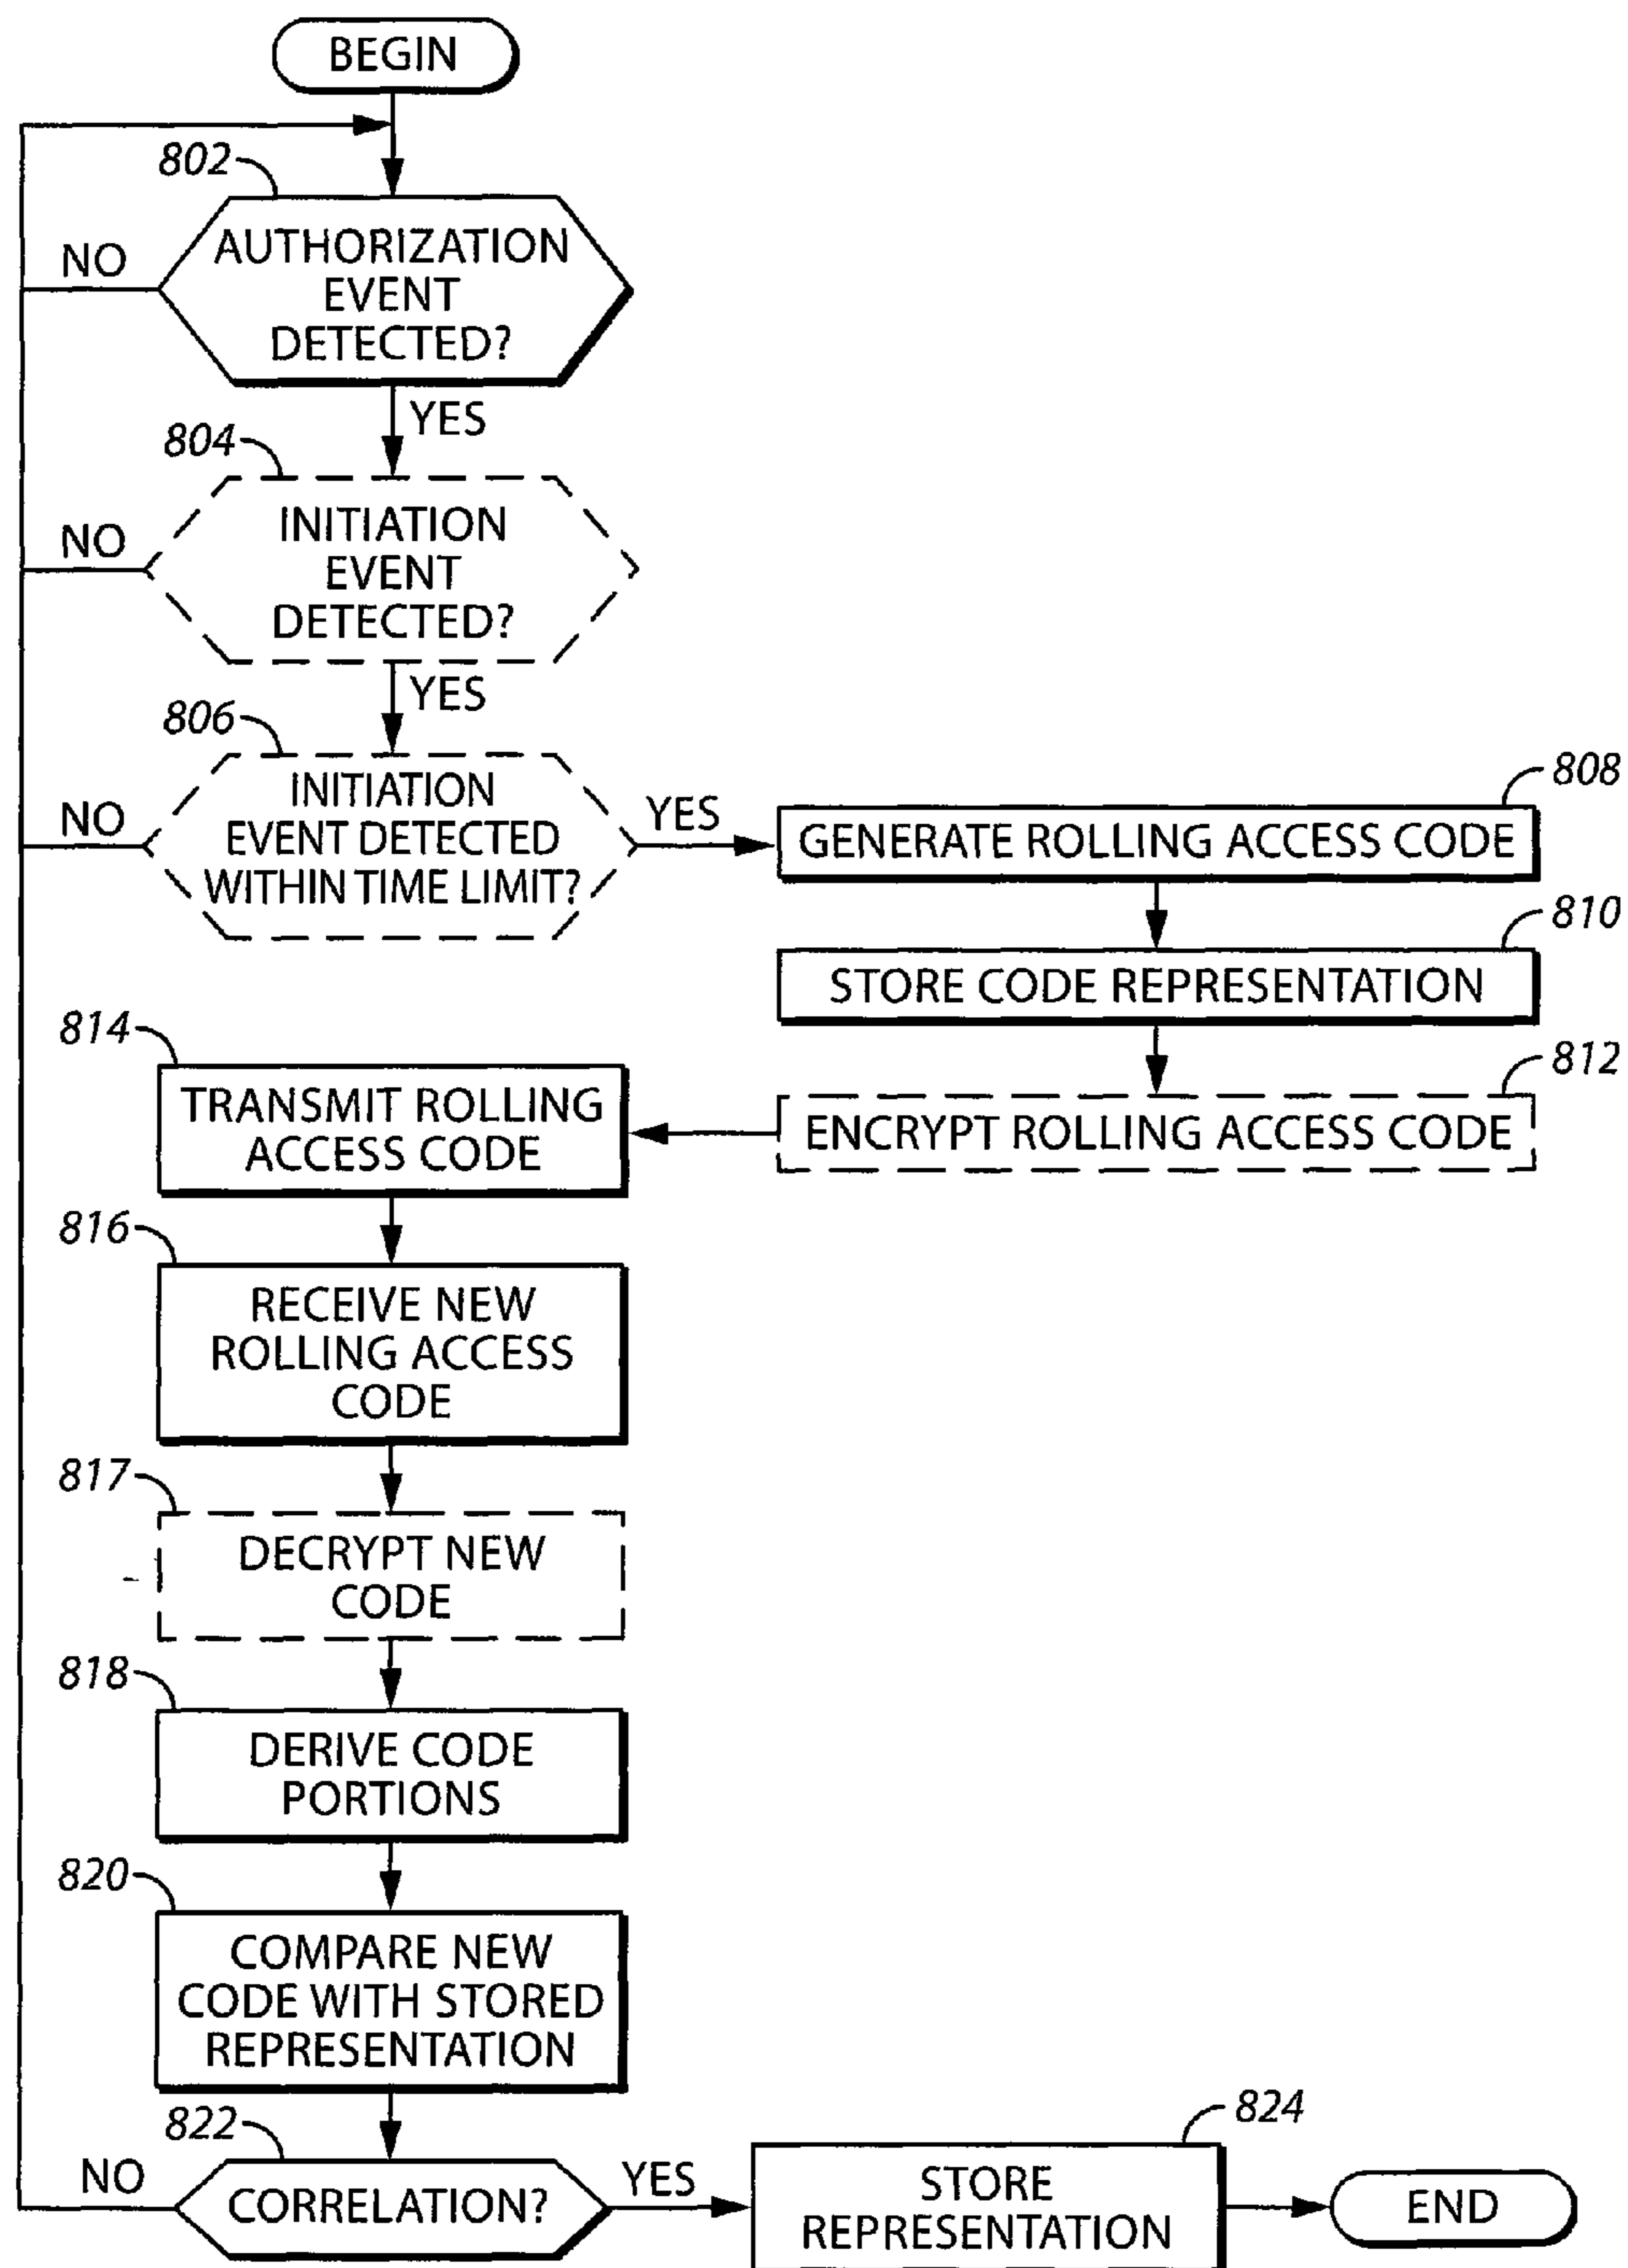 BEGIN
802
NO
AUTHORIZATION
EVENT
DETECTED?
YES
804
NO
INITIATION
EVENT
DETECTED?
YES
806
NO
INITIATION
EVENT DETECTED
WITHIN TIME LIMIT?
YES
808
GENERATE ROLLING ACCESS CODE
810
STORE CODE REPRESENTATION
812
ENCRYPT ROLLING ACCESS CODE
814
TRANSMIT ROLLING
ACCESS CODE
816
RECEIVE NEW
ROLLING ACCESS
CODE
817
DECRYPT NEW
CODE
818
DERIVE CODE
PORTIONS
820
COMPARE NEW
CODE WITH STORED
REPRESENTATION
822
NO
CORRELATION?
YES
824
STORE
REPRESENTATION
END